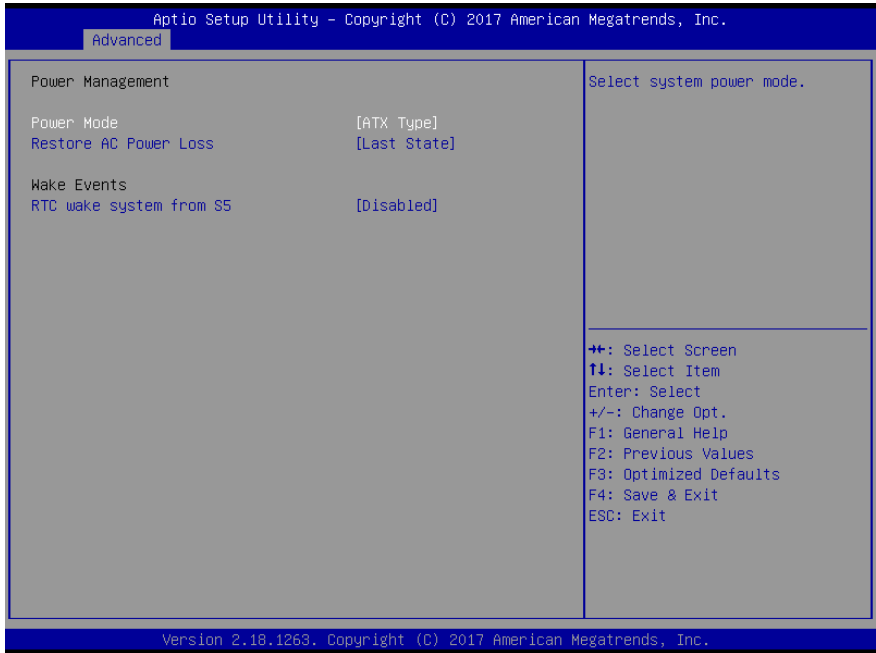 Aptio Setup Utility – Copyright (C) 2017 American Megatrends, Inc.
Advanced
Power Management
Power Mode [ATX Type]
Restore AC Power Loss [Last State]
Wake Events
RTC wake system from S5 [Disabled]
Select system power mode.
→←: Select Screen
↑↓: Select Item
Enter: Select
+/-: Change Opt.
F1: General Help
F2: Previous Values
F3: Optimized Defaults
F4: Save & Exit
ESC: Exit
Version 2.18.1263. Copyright (C) 2017 American Megatrends, Inc.